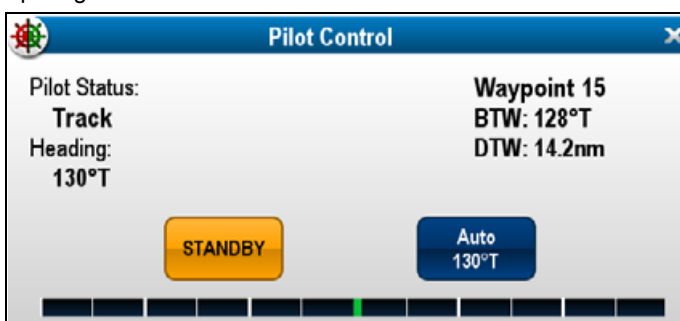 Pilot Control
Pilot Status:
Track
Heading:
130°T
Waypoint 15
BTW: 128°T
DTW: 14.2nm
STANDBY
Auto
130°T